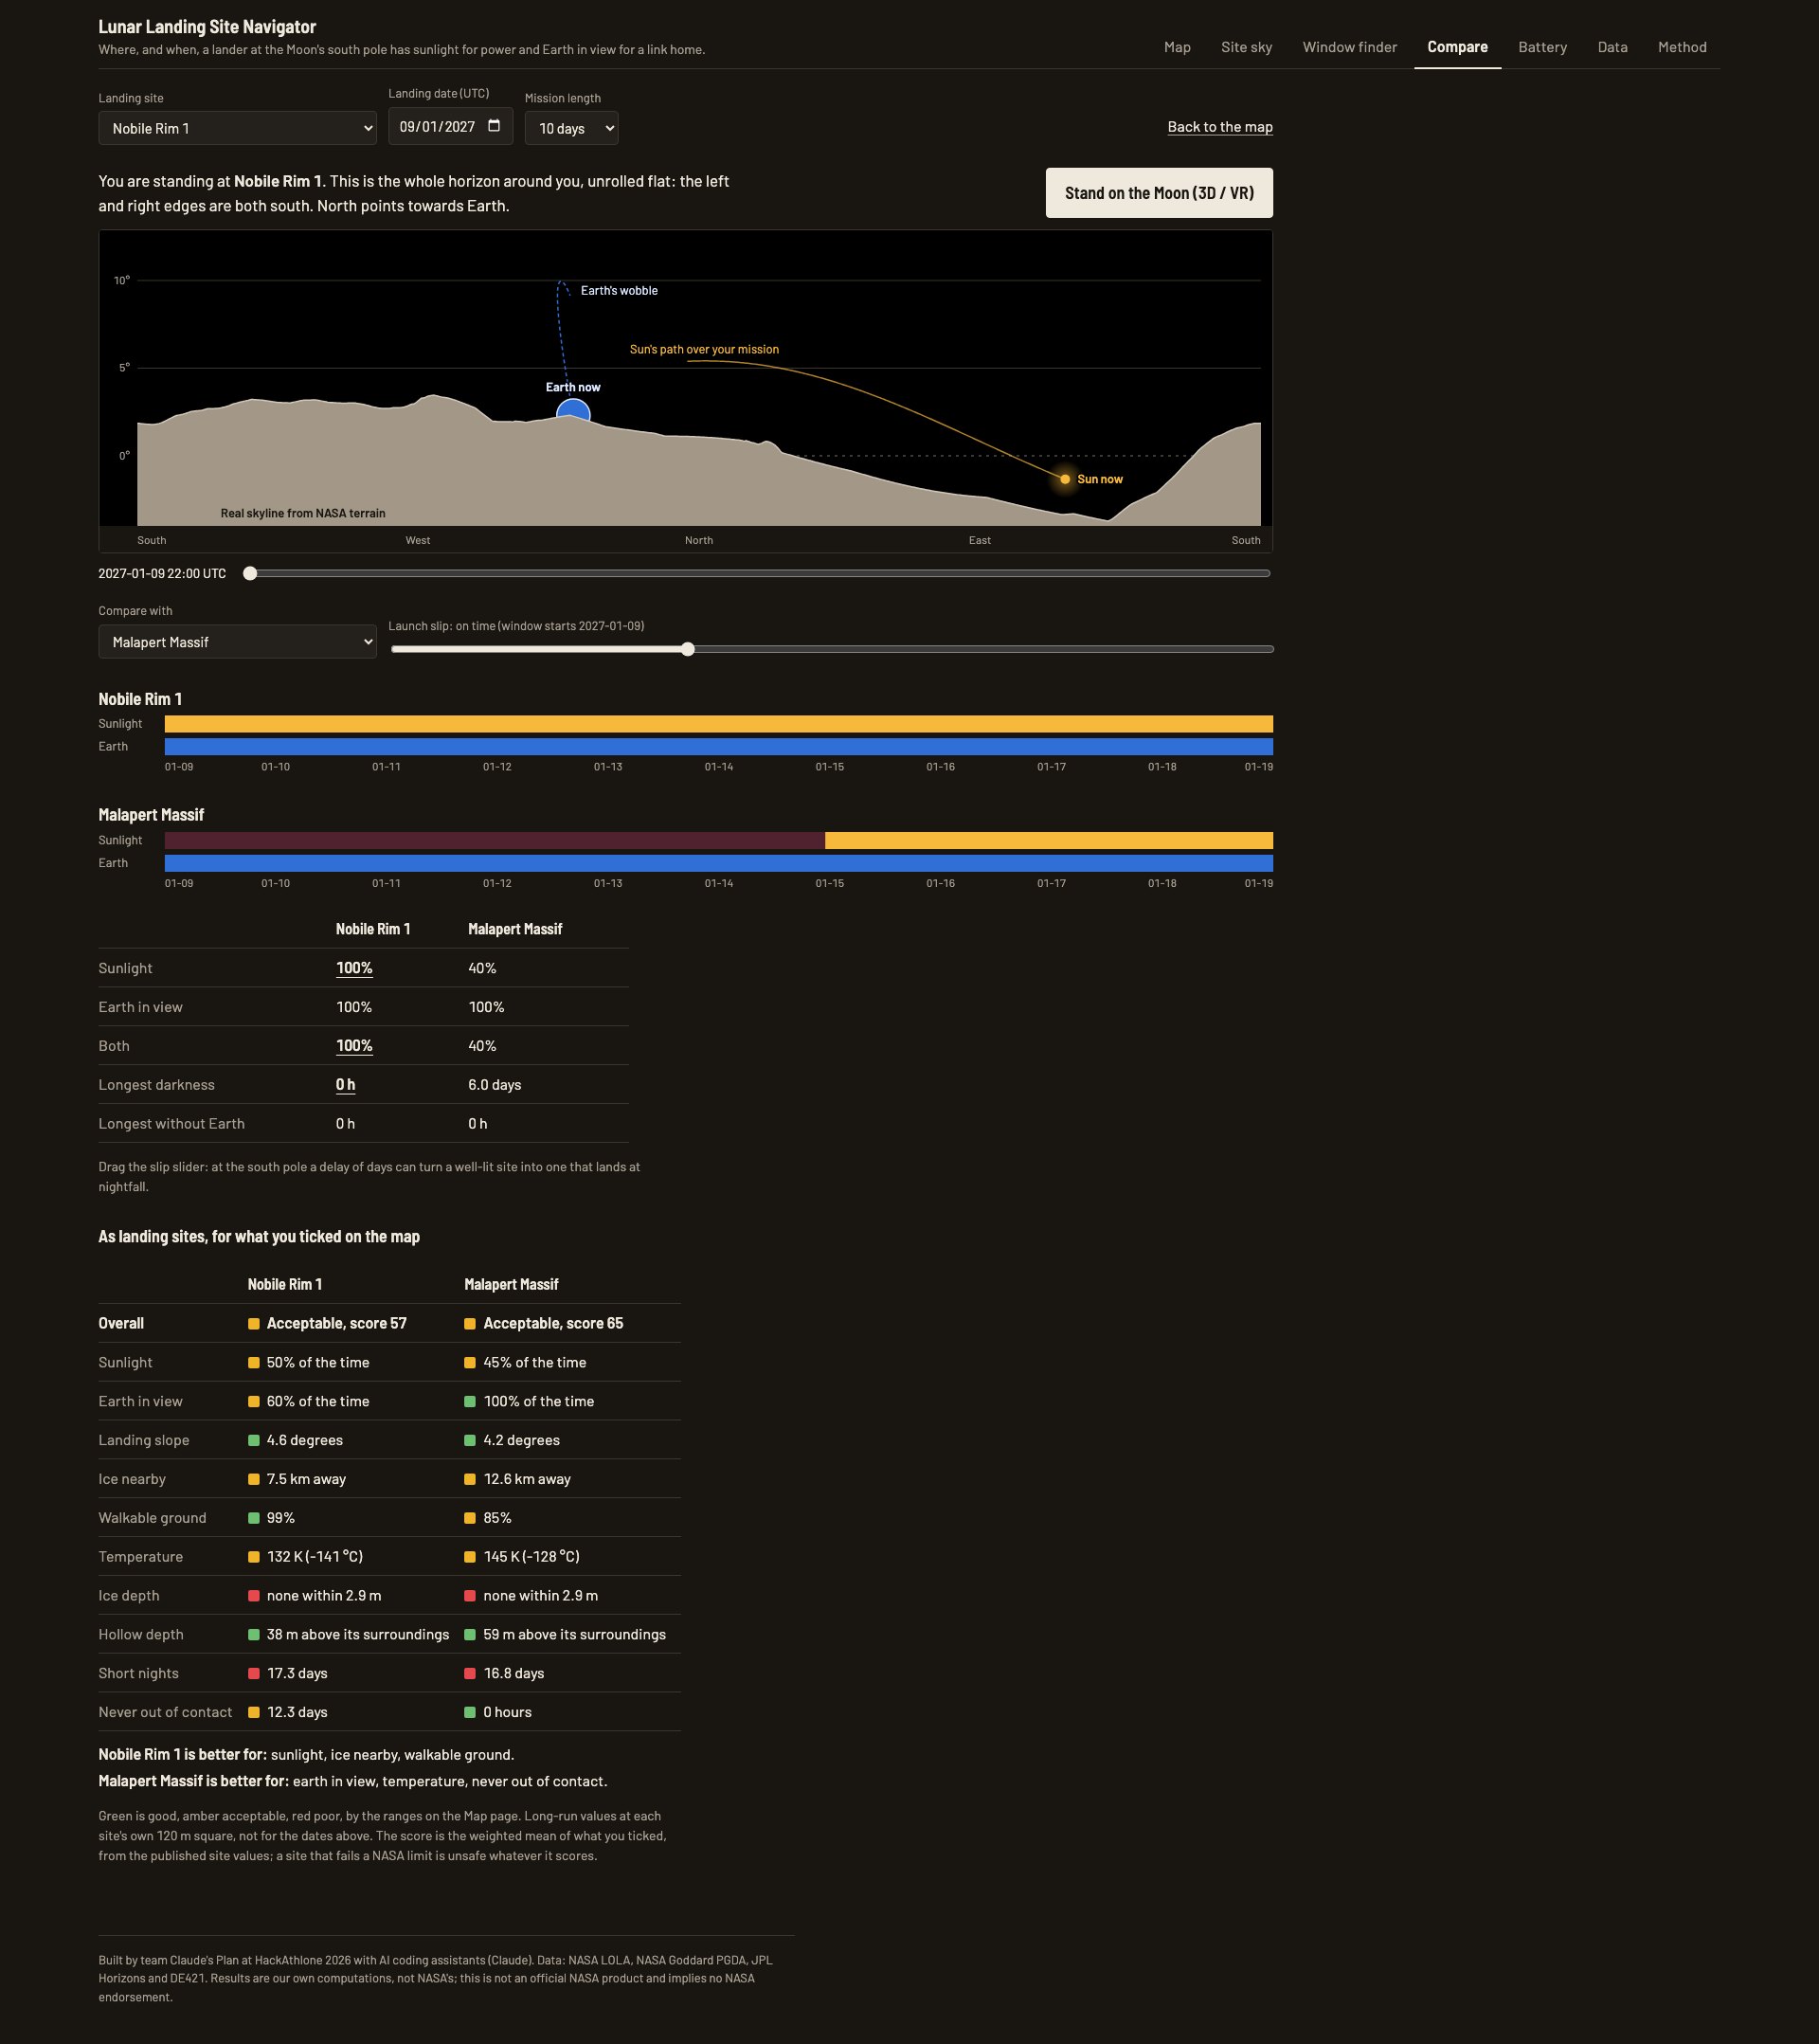 Lunar Landing Site Navigator
Where, and when, a lander at the Moon's south pole has sunlight for power and Earth in view for a link home.
Map Site sky Window finder Compare Battery Data Method
Landing site Landing date (UTC) Mission length
Nobile Rim 1 09/01/2027 10 days Back to the map
You are standing at Nobile Rim 1. This is the whole horizon around you, unrolled flat: the left
and right edges are both south. North points towards Earth.
Stand on the Moon (3D / VR)
10°
Earth's wobble
Sun's path over your mission
5°
Earth now
0°
Sun now
Real skyline from NASA terrain
South West North East South
2027-01-09 22:00 UTC
Compare with
Launch slip: on time (window starts 2027-01-09)
Malapert Massif
Nobile Rim 1
Sunlight
Earth
01-09 01-10 01-11 01-12 01-13 01-14 01-15 01-16 01-17 01-18 01-19
Malapert Massif
Sunlight
Earth
01-09 01-10 01-11 01-12 01-13 01-14 01-15 01-16 01-17 01-18 01-19
Nobile Rim 1 Malapert Massif
Sunlight 100% 40%
Earth in view 100% 100%
Both 100% 40%
Longest darkness 0 h 6.0 days
Longest without Earth 0 h 0 h
Drag the slip slider: at the south pole a delay of days can turn a well-lit site into one that lands at
nightfall.
As landing sites, for what you ticked on the map
Nobile Rim 1 Malapert Massif
Overall Acceptable, score 57 Acceptable, score 65
Sunlight 50% of the time 45% of the time
Earth in view 60% of the time 100% of the time
Landing slope 4.6 degrees 4.2 degrees
Ice nearby 7.5 km away 12.6 km away
Walkable ground 99% 85%
Temperature 132 K (-141 °C) 145 K (-128 °C)
Ice depth none within 2.9 m none within 2.9 m
Hollow depth 38 m above its surroundings 59 m above its surroundings
Short nights 17.3 days 16.8 days
Never out of contact 12.3 days 0 hours
Nobile Rim 1 is better for: sunlight, ice nearby, walkable ground.
Malapert Massif is better for: earth in view, temperature, never out of contact.
Green is good, amber acceptable, red poor, by the ranges on the Map page. Long-run values at each
site's own 120 m square, not for the dates above. The score is the weighted mean of what you ticked,
from the published site values; a site that fails a NASA limit is unsafe whatever it scores.
Built by team Claude's Plan at HackAthlone 2026 with AI coding assistants (Claude). Data: NASA LOLA, NASA Goddard PGDA, JPL
Horizons and DE421. Results are our own computations, not NASA's; this is not an official NASA product and implies no NASA
endorsement.